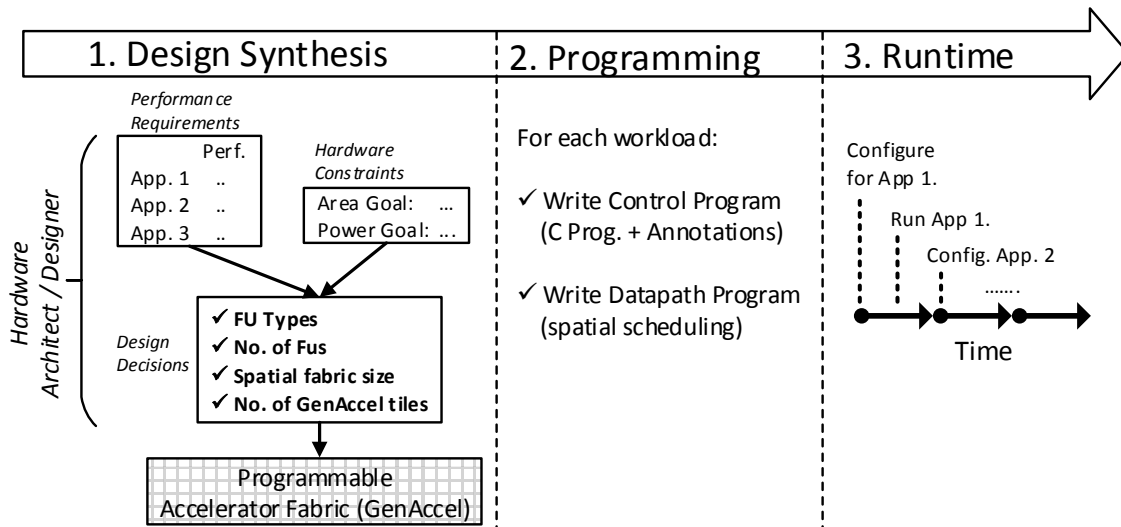 1. Design Synthesis
2. Programming
3. Runtime
Hardware
Architect / Designer
Performance
Requirements
Perf.
App. 1 ..
App. 2 ..
App. 3 ..
Hardware
Constraints
Area Goal: ...
Power Goal: ...
Design
Decisions
✓ FU Types
✓ No. of Fus
✓ Spatial fabric size
✓ No. of GenAccel tiles
Programmable
Accelerator Fabric (GenAccel)
For each workload:
✓ Write Control Program
(C Prog. + Annotations)
✓ Write Datapath Program
(spatial scheduling)
Configure
for App 1.
Run App 1.
Config. App. 2
.......
Time